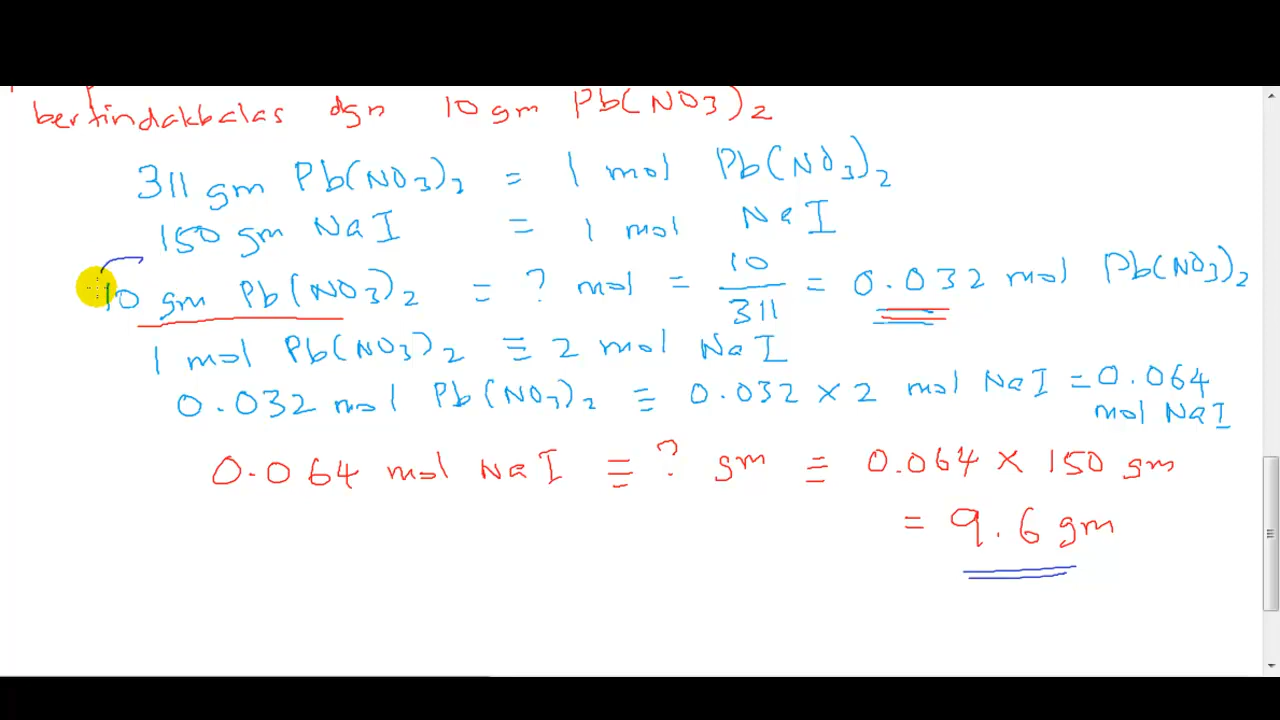 bertindakbalas dgn 10 gm Pb(NO3)2
311 gm Pb(NO3)2 = 1 mol Pb(NO3)2
150 gm NaI = 1 mol NaI
10 gm Pb(NO3)2 = ? mol = 10/311 = 0.032 mol Pb(NO3)2
1 mol Pb(NO3)2 ≡ 2 mol NaI
0.032 mol Pb(NO3)2 ≡ 0.032 × 2 mol NaI = 0.064
mol NaI
0.064 mol NaI ≡ ? gm ≡ 0.064 × 150 gm
= 9.6 gm